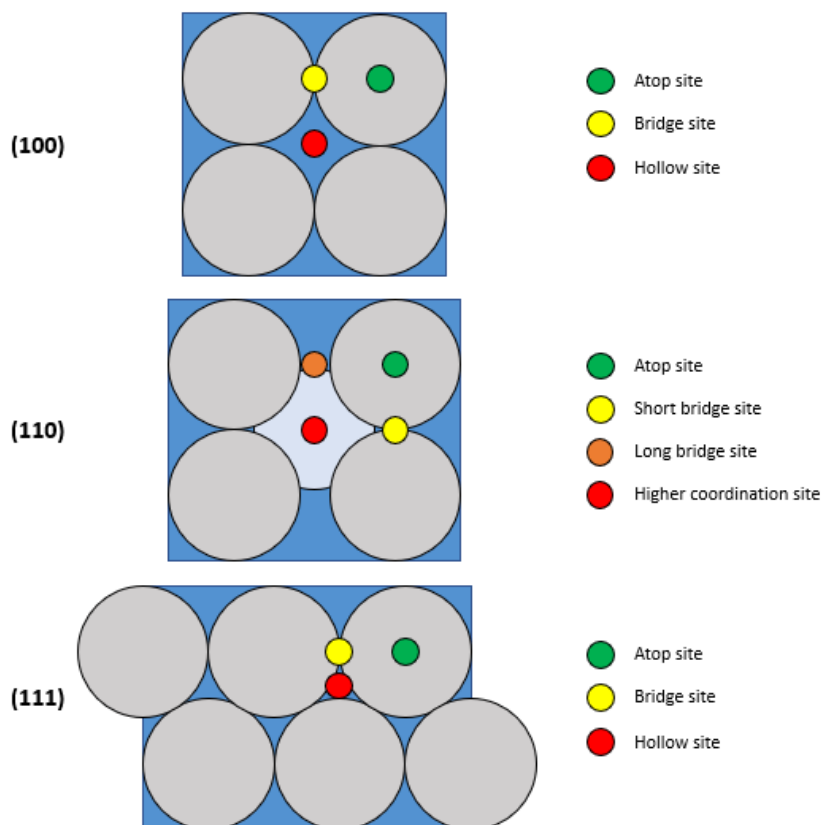 (100)
Atop site
Bridge site
Hollow site
(110)
Atop site
Short bridge site
Long bridge site
Higher coordination site
(111)
Atop site
Bridge site
Hollow site